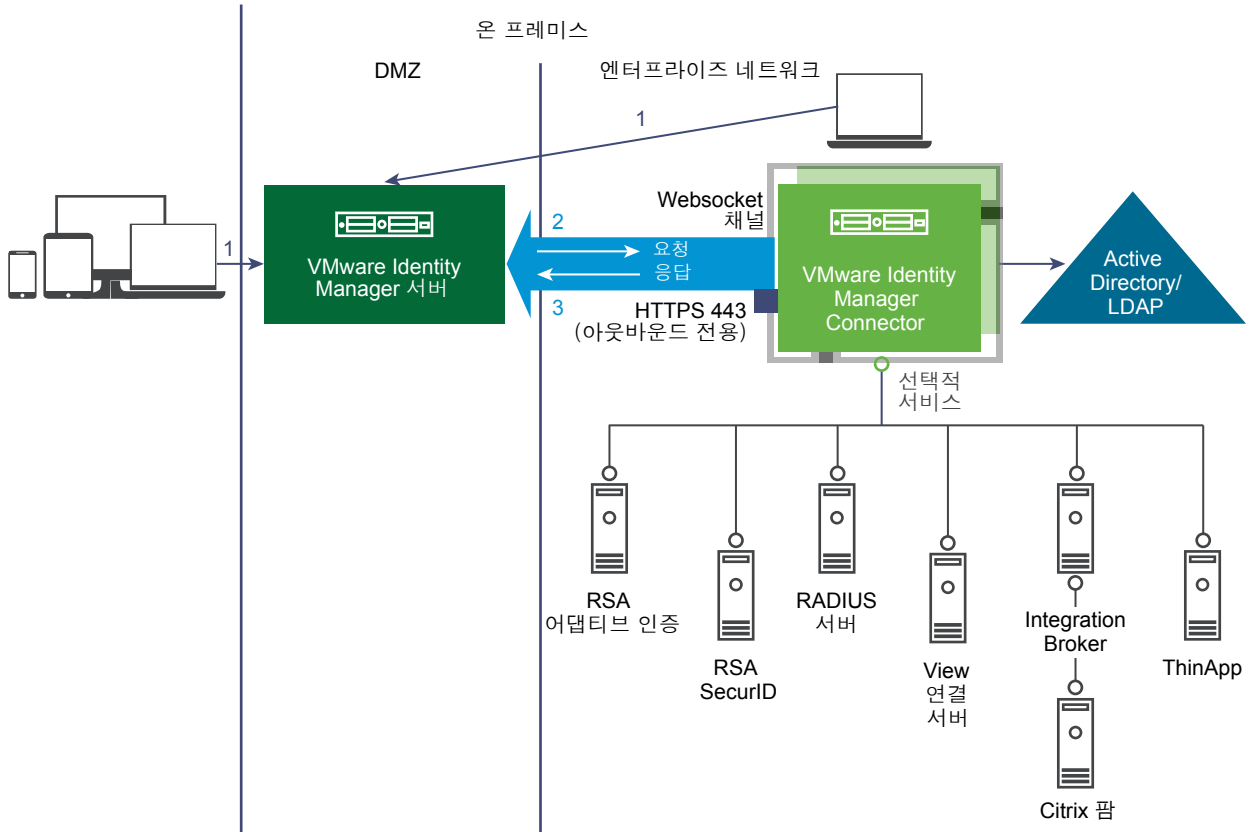 온 프레미스
DMZ
엔터프라이즈 네트워크
1
1
VMware Identity
Manager 서버
Websocket
채널
2
요청
응답
3
HTTPS 443
(아웃바운드 전용)
VMware Identity
Manager
Connector
Active
Directory/
LDAP
선택적
서비스
RSA
어댑티브 인증
RSA
SecurID
RADIUS
서버
View
연결
서버
Integration
Broker
Citrix 팜
ThinApp